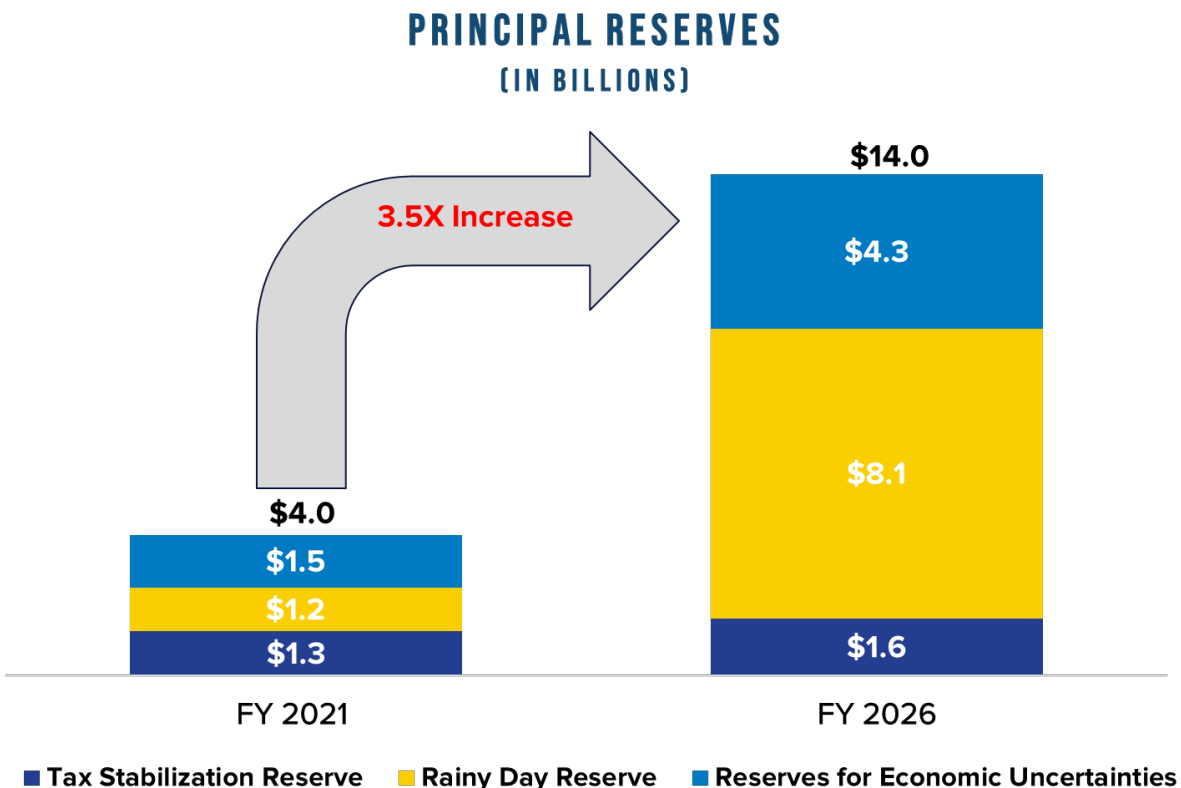 PRINCIPAL RESERVES
(IN BILLIONS)
$14.0
3.5X Increase
$4.3
$8.1
$4.0
$1.5
$1.2
$1.3
$1.6
FY 2021
FY 2026
Tax Stabilization Reserve
Rainy Day Reserve
Reserves for Economic Uncertainties